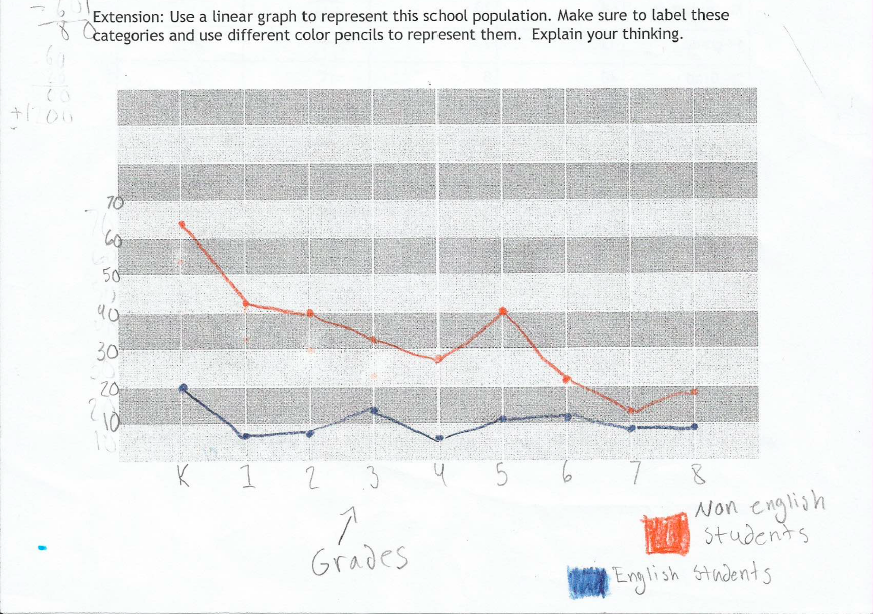 Extension: Use a linear graph to represent this school population. Make sure to label these
categories and use different color pencils to represent them. Explain your thinking.
70
60
50
40
30
20
10
K 1 2 3 4 5 6 7 8
Grades
Non english
Students
English Students